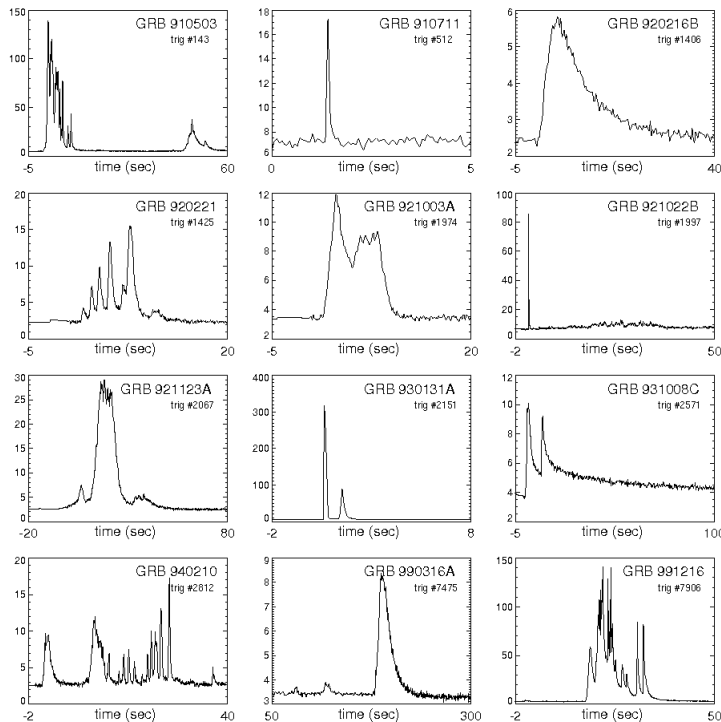 GRB 910503
trig #143
150
100
50
0
-5
time (sec)
60
GRB 910711
trig #512
18
16
14
12
10
8
6
0
time (sec)
5
GRB 920216B
trig #1406
6
5
4
3
2
-5
time (sec)
40
GRB 920221
trig #1425
20
15
10
5
0
-5
time (sec)
20
GRB 921003A
trig #1974
12
10
8
6
4
2
-5
time (sec)
20
GRB 921022B
trig #1997
100
80
60
40
20
0
-2
time (sec)
50
GRB 921123A
trig #2067
30
25
20
15
10
5
0
-20
time (sec)
80
GRB 930131A
trig #2151
400
300
200
100
0
-2
time (sec)
8
GRB 931008C
trig #2571
12
10
8
6
4
2
-5
time (sec)
100
GRB 940210
trig #2812
20
15
10
5
0
-2
time (sec)
40
GRB 990316A
trig #7475
9
8
7
6
5
4
3
50
time (sec)
300
GRB 991216
trig #7906
150
100
50
0
-5
time (sec)
50